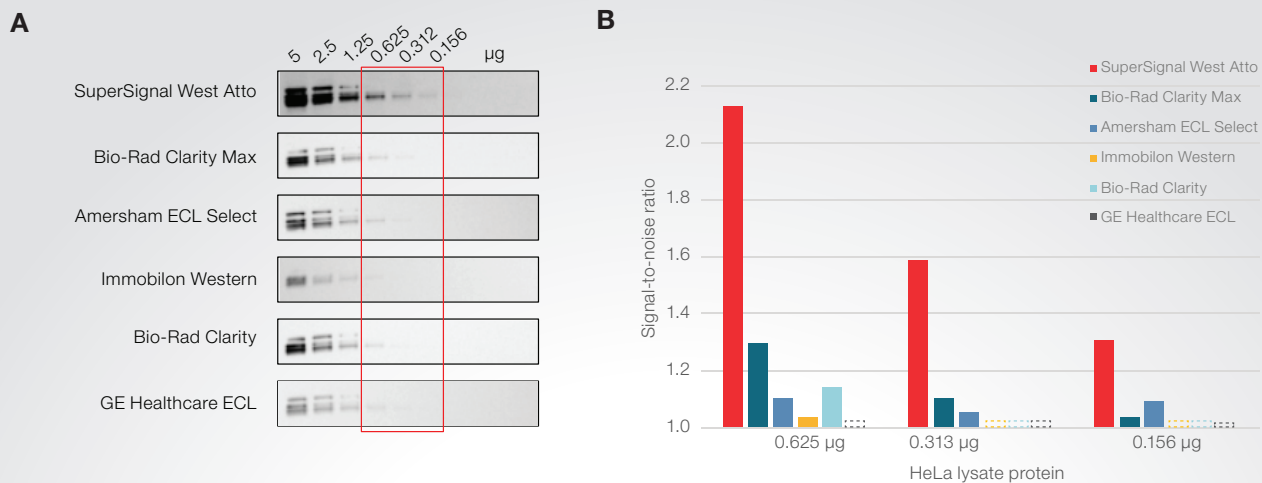 A
5 2.5 1.25 0.625 0.312 0.156 µg
SuperSignal West Atto
Bio-Rad Clarity Max
Amersham ECL Select
Immobilon Western
Bio-Rad Clarity
GE Healthcare ECL
B
SuperSignal West Atto
Bio-Rad Clarity Max
Amersham ECL Select
Immobilon Western
Bio-Rad Clarity
GE Healthcare ECL
Signal-to-noise ratio
2.2
2.0
1.8
1.6
1.4
1.2
1.0
0.625 µg 0.313 µg 0.156 µg
HeLa lysate protein